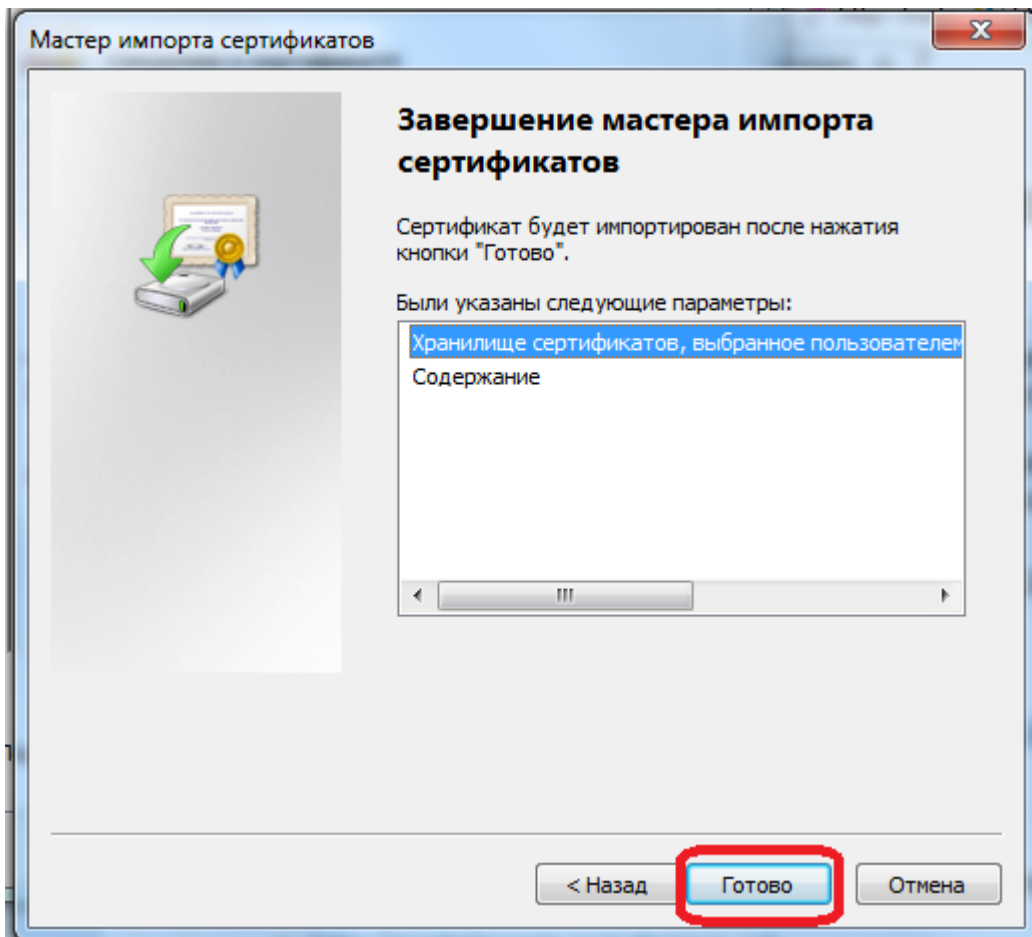 Мастер импорта сертификатов
Завершение мастера импорта
сертификатов
Сертификат будет импортирован после нажатия
кнопки "Готово".
Были указаны следующие параметры:
Хранилище сертификатов, выбранное пользователем
Содержание
< Назад
Готово
Отмена